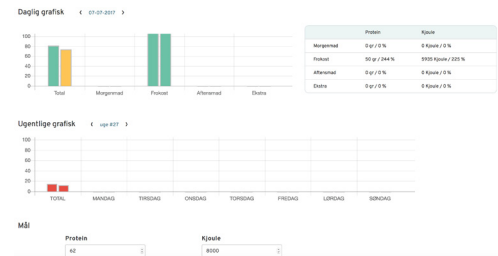 Daglig grafisk
‹ 07-07-2017 ›
100
80
60
40
20
0
Total Morgenmad Frokost Aftensmad Ekstra
Protein Kjoule
Morgenmad 0 gr / 0 % 0 Kjoule / 0 %
Frokost 50 gr / 244 % 5935 Kjoule / 225 %
Aftensmad 0 gr / 0 % 0 Kjoule / 0 %
Ekstra 0 gr / 0 % 0 Kjoule / 0 %
Ugentlige grafisk
‹ uge #27 ›
100
80
60
40
20
0
TOTAL MANDAG TIRSDAG ONSDAG TORSDAG FREDAG LØRDAG SØNDAG
Mål
Protein Kjoule
62 8000